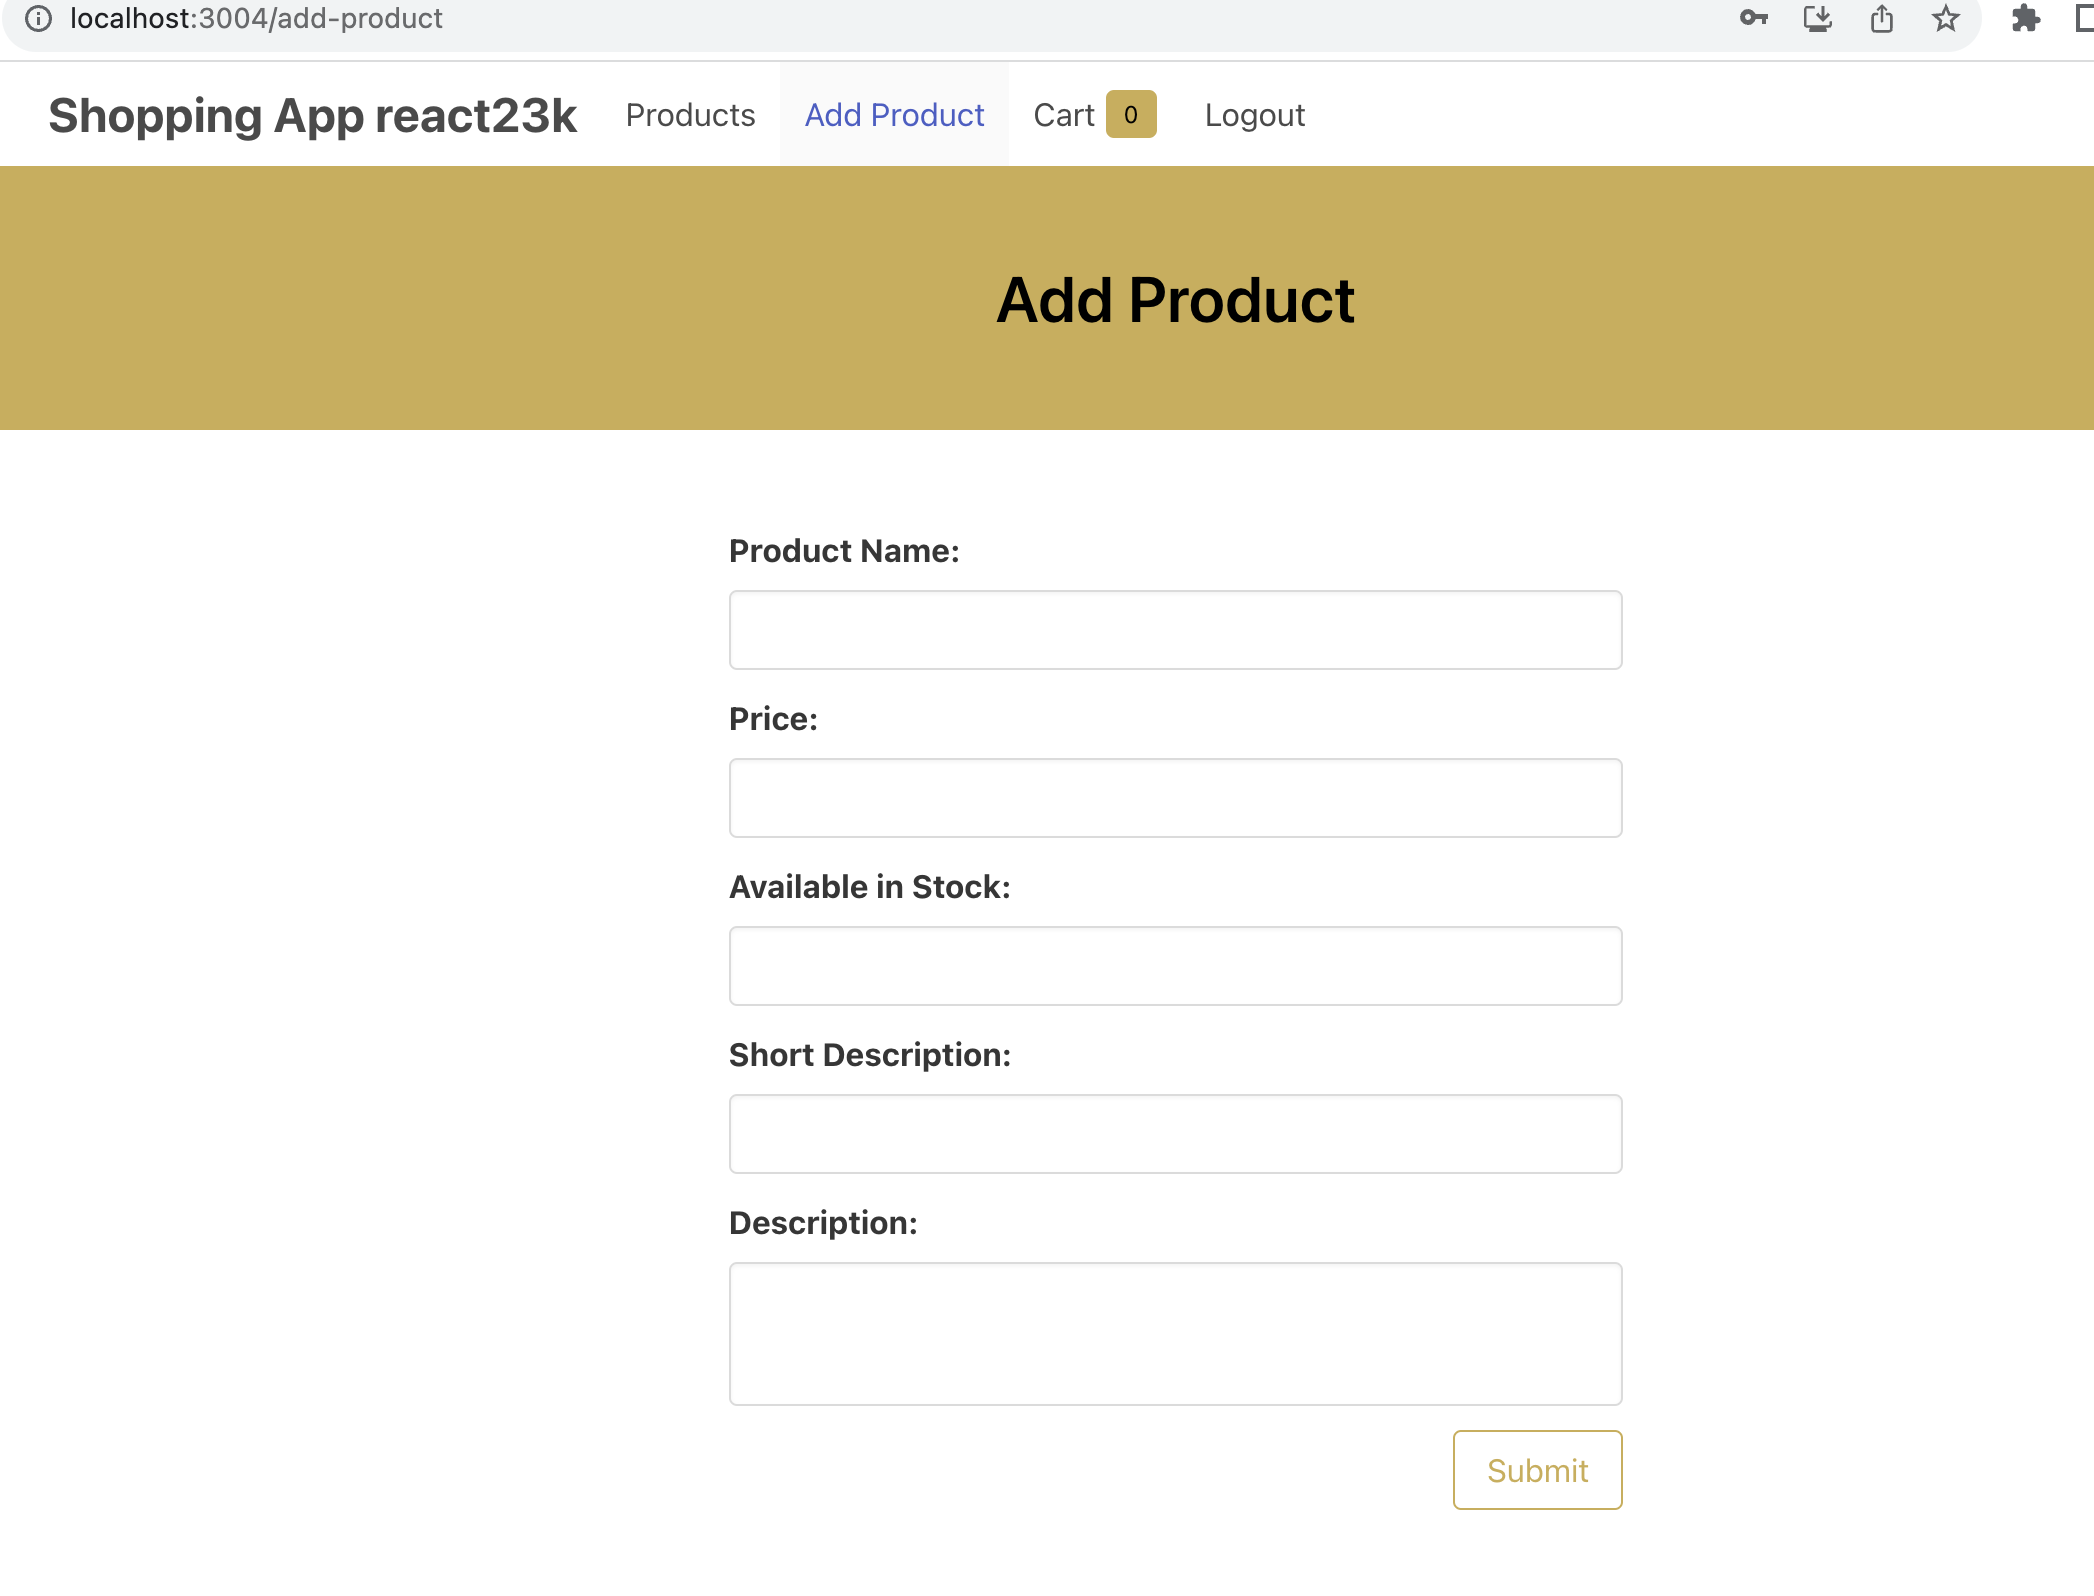 localhost:3004/add-product
Shopping App react23k Products Add Product Cart 0 Logout
Add Product
Product Name:
Price:
Available in Stock:
Short Description:
Description:
Submit